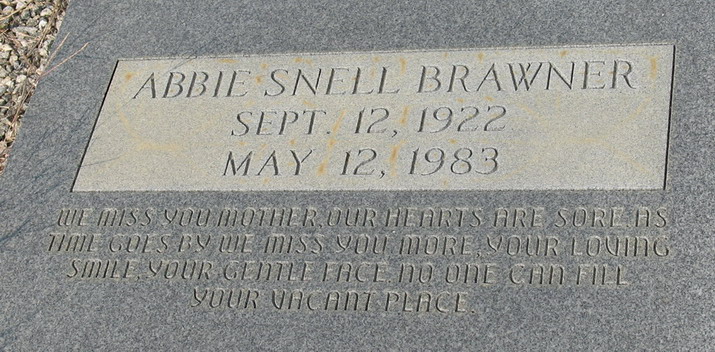 ABBIE SNELL BRAWNER
SEPT. 12, 1922
MAY 12, 1983
WE MISS YOU MOTHER, OUR HEARTS ARE SORE, AS
TIME GOES BY WE MISS YOU MORE, YOUR LOVING
SMILE, YOUR GENTLE FACE, NO ONE CAN FILL
YOUR VACANT PLACE.